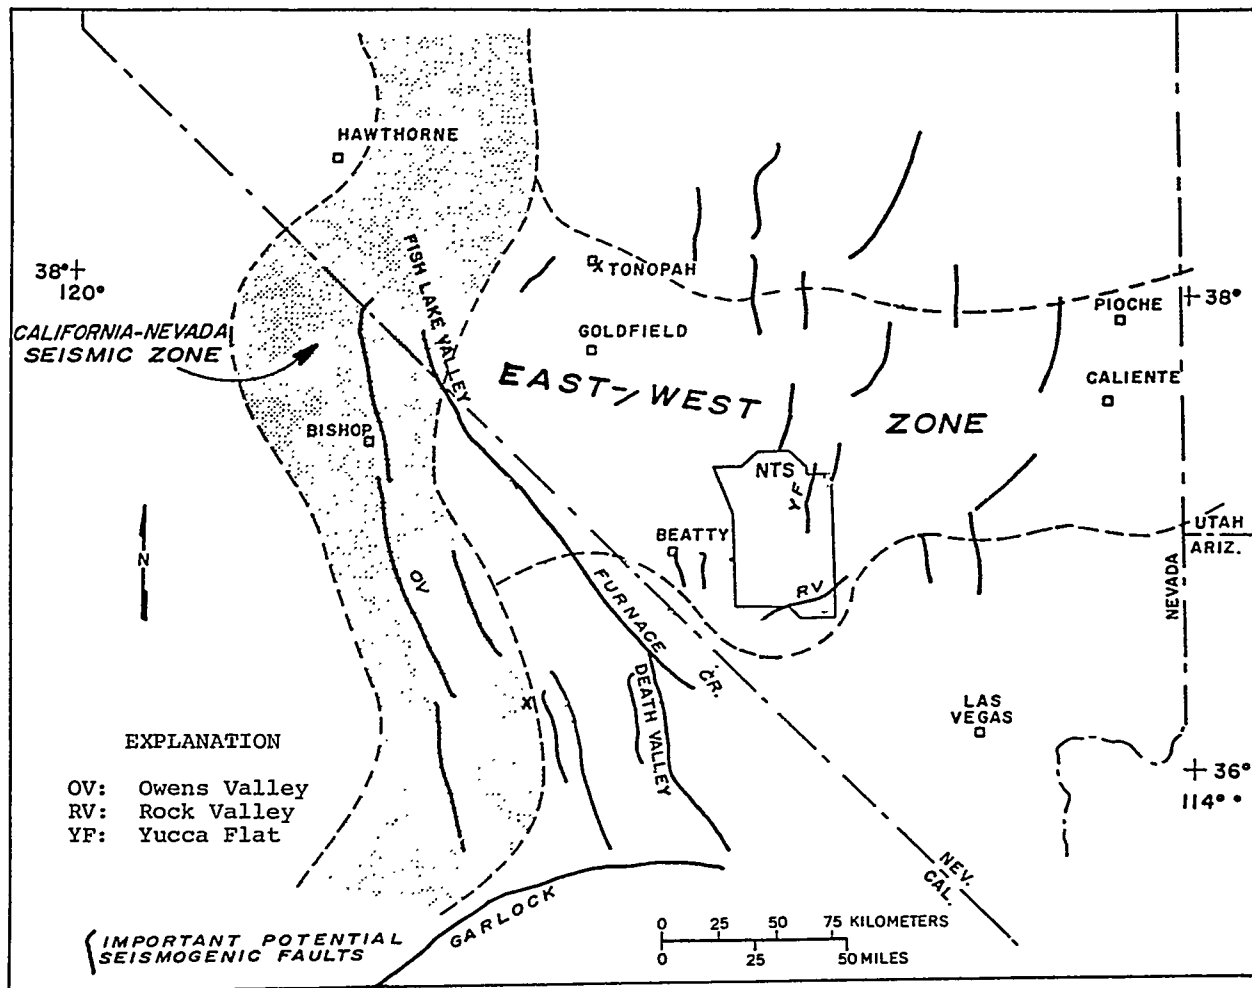 HAWTHORNE
FISH LAKE VALLEY
38°
120°
X TONOPAH
PIOCHE
38°
CALIFORNIA-NEVADA
SEISMIC ZONE
GOLDFIELD
EAST-WEST ZONE
CALIENTE
BISHOP
NTS
YF
BEATTY
UTAH
ARIZ.
N
OV
FURNACE CR.
RV
NEVADA
DEATH VALLEY
X
LAS
VEGAS
EXPLANATION
OV: Owens Valley
RV: Rock Valley
YF: Yucca Flat
36°
114°
NEV.
CAL.
GARLOCK
IMPORTANT POTENTIAL
SEISMOGENIC FAULTS
0 25 50 75 KILOMETERS
0 25 50 MILES